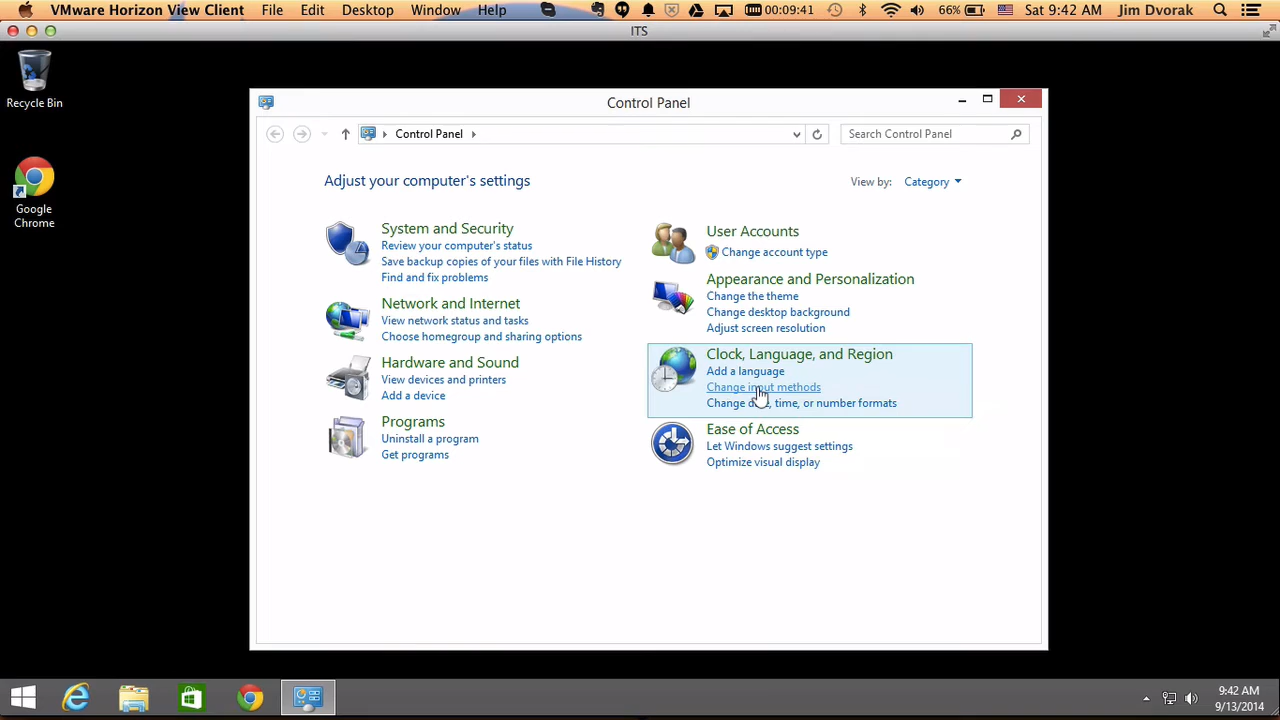 VMware Horizon View Client File Edit Desktop Window Help 00:09:41 66% Sat 9:42 AM Jim Dvorak
ITS
Recycle Bin
Google
Chrome
Control Panel
Control Panel
Search Control Panel
Adjust your computer's settings
View by: Category
System and Security
Review your computer's status
Save backup copies of your files with File History
Find and fix problems
Network and Internet
View network status and tasks
Choose homegroup and sharing options
Hardware and Sound
View devices and printers
Add a device
Programs
Uninstall a program
Get programs
User Accounts
Change account type
Appearance and Personalization
Change the theme
Change desktop background
Adjust screen resolution
Clock, Language, and Region
Add a language
Change input methods
Change date, time, or number formats
Ease of Access
Let Windows suggest settings
Optimize visual display
9:42 AM
9/13/2014